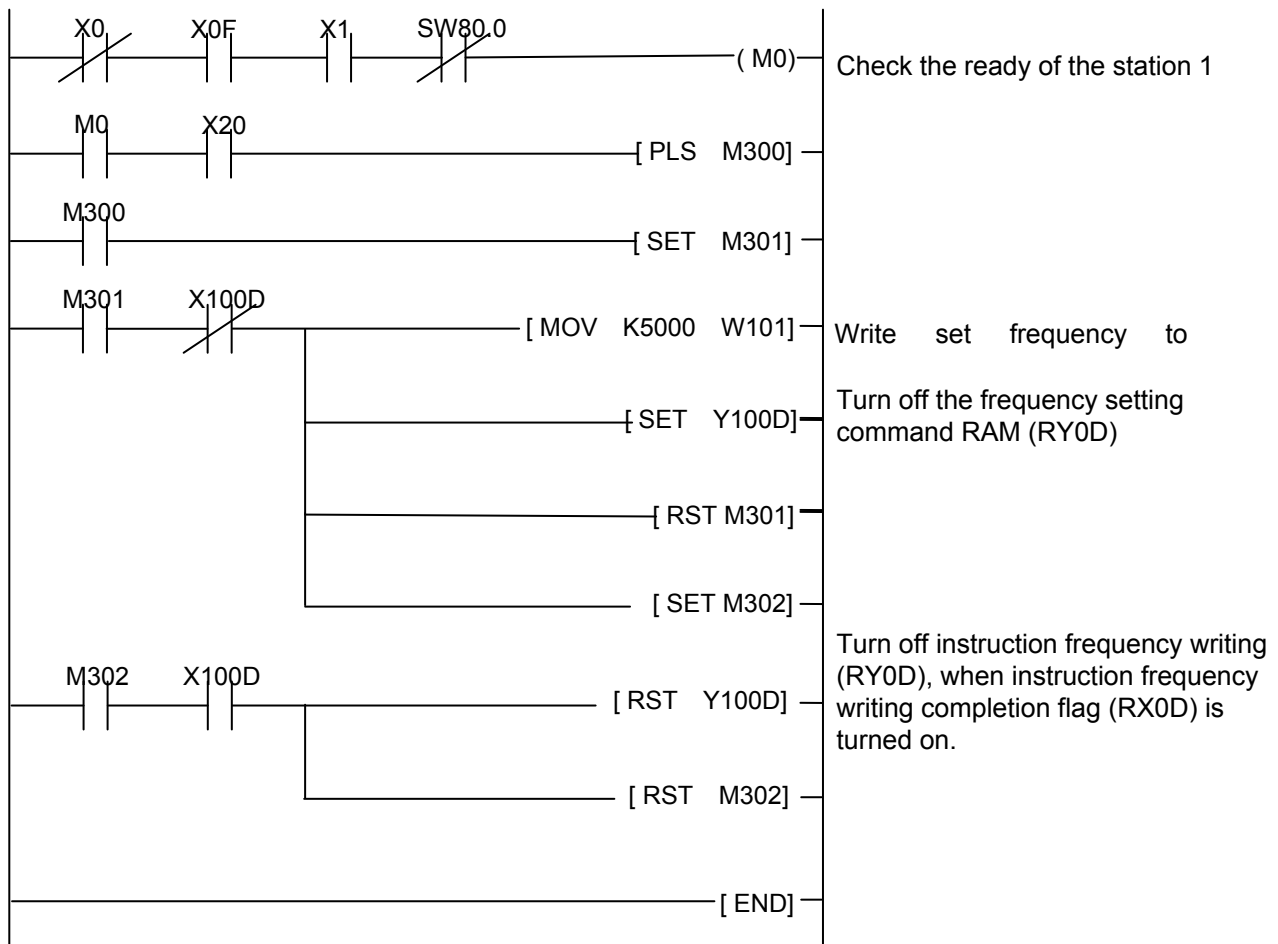 X0 X0F X1 SW80.0
( M0)
Check the ready of the station 1
M0 X20
[ PLS M300]
M300
[ SET M301]
M301 X100D
[ MOV K5000 W101]
Write set frequency to
[ SET Y100D]
Turn off the frequency setting
command RAM (RY0D)
[ RST M301]
[ SET M302]
M302 X100D
[ RST Y100D]
Turn off instruction frequency writing
(RY0D), when instruction frequency
writing completion flag (RX0D) is
turned on.
[ RST M302]
[ END]